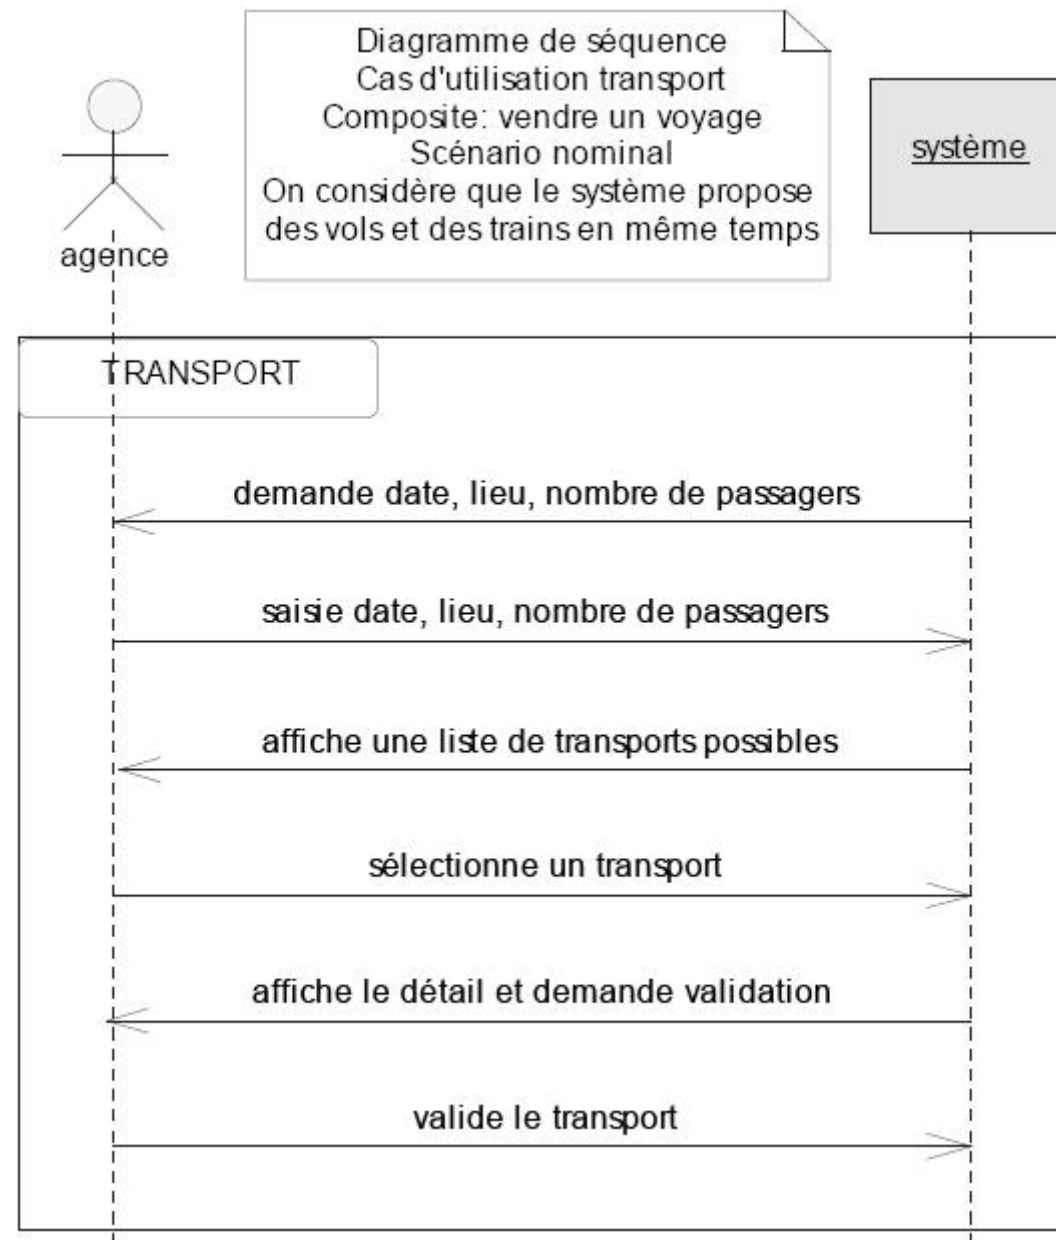 Diagramme de séquence
Cas d'utilisation transport
Composite: vendre un voyage
Scénario nominal
On considère que le système propose
des vols et des trains en même temps
système
agence
TRANSPORT
demande date, lieu, nombre de passagers
saisie date, lieu, nombre de passagers
affiche une liste de transports possibles
sélectionne un transport
affiche le détail et demande validation
valide le transport